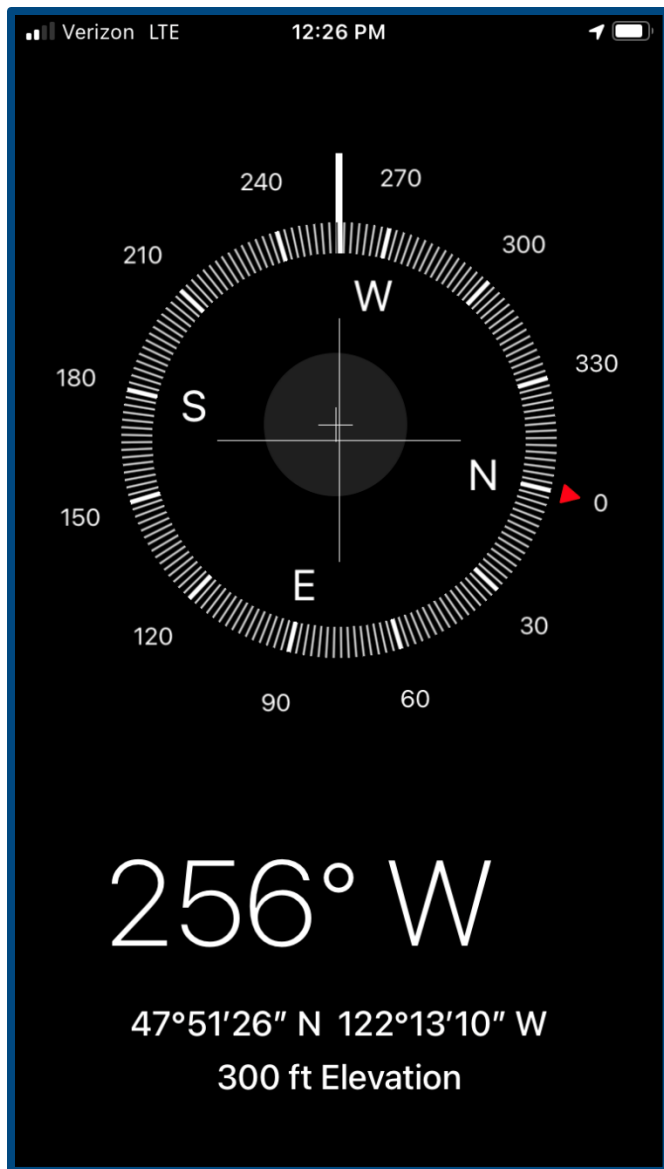 Verizon LTE 12:26 PM
240 270
210 300
W
180 330
S
N
150 0
E
120 30
90 60
256° W
47°51′26″ N 122°13′10″ W
300 ft Elevation